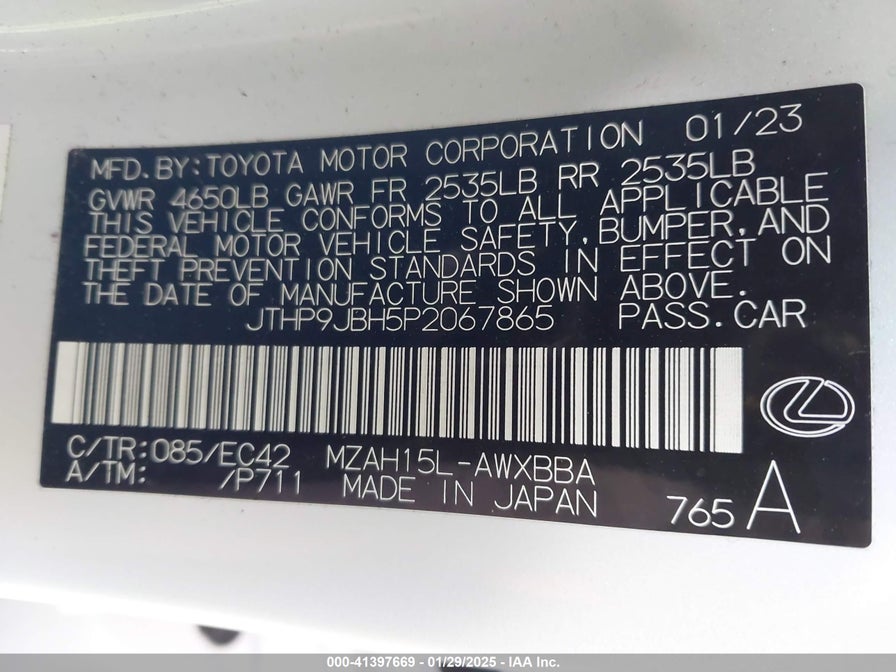 MFD.BY:TOYOTA MOTOR CORPORATION 01/23
GVWR 4650LB GAWR FR 2535LB RR 2535LB
THIS VEHICLE CONFORMS TO ALL APPLICABLE
FEDERAL MOTOR VEHICLE SAFETY,BUMPER,AND
THEFT PREVENTION STANDARDS IN EFFECT ON
THE DATE OF MANUFACTURE SHOWN ABOVE.
JTHP9JBH5P2067865 PASS.CAR
C/TR:085/EC42 MZAH15L-AWXBBA
A/TM: /P711 MADE IN JAPAN 765 A
000-41397669 - 01/29/2025 - IAA Inc.